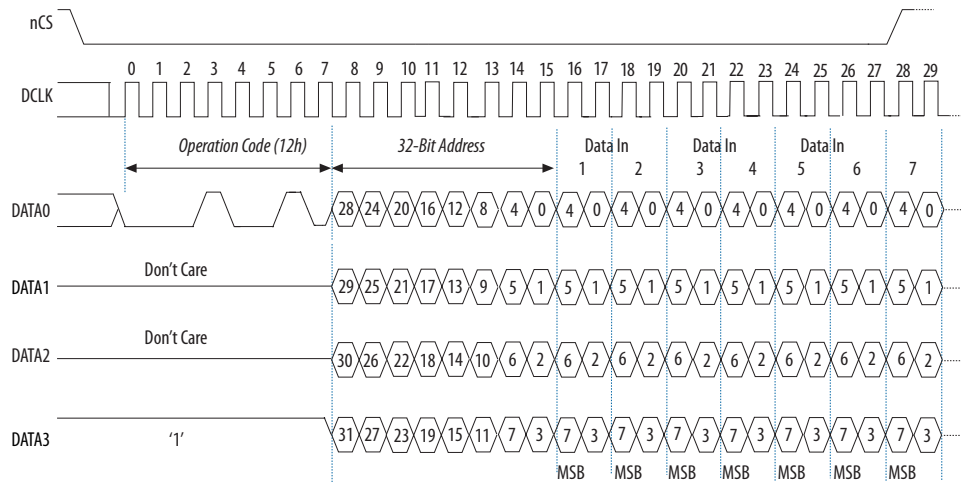 nCS
0 1 2 3 4 5 6 7 8 9 10 11 12 13 14 15 16 17 18 19 20 21 22 23 24 25 26 27 28 29
DCLK
Operation Code (12h) 32-Bit Address Data In Data In Data In
1 2 3 4 5 6 7
DATA0 28 24 20 16 12 8 4 0 4 0 4 0 4 0 4 0 4 0 4 0 4 0
Don't Care
DATA1 29 25 21 17 13 9 5 1 5 1 5 1 5 1 5 1 5 1 5 1 5 1
Don't Care
DATA2 30 26 22 18 14 10 6 2 6 2 6 2 6 2 6 2 6 2 6 2 6 2
DATA3 '1' 31 27 23 19 15 11 7 3 7 3 7 3 7 3 7 3 7 3 7 3 7 3
MSB MSB MSB MSB MSB MSB MSB